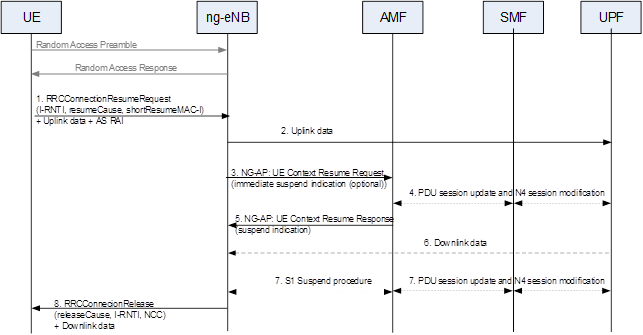 UE
ng-eNB
AMF
SMF
UPF
Random Access Preamble
Random Access Response
1. RRCConnectionResumeRequest
(I-RNTI, resumeCause, shortResumeMAC-I)
+ Uplink data + AS RAI
2. Uplink data
3. NG-AP: UE Context Resume Request
(immediate suspend indication (optional))
4. PDU session update and N4 session modification
5. NG-AP: UE Context Resume Response
(suspend indication)
6. Downlink data
7. S1 Suspend procedure
7. PDU session update and N4 session modification
8. RRCConnecionRelease
(releaseCause, I-RNTI, NCC)
+ Downlink data